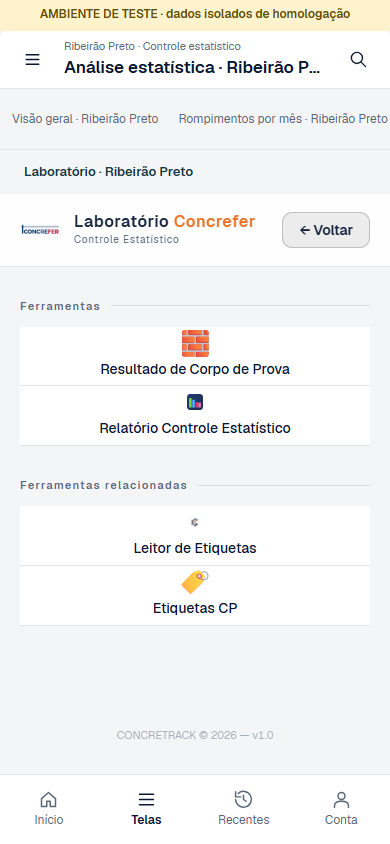 AMBIENTE DE TESTE · dados isolados de homologação
Ribeirão Preto · Controle estatístico
Análise estatística · Ribeirão P...
Visão geral · Ribeirão Preto
Rompimentos por mês · Ribeirão Preto
Laboratório · Ribeirão Preto
CONCREFER
Laboratório Concrefer
Controle Estatístico
← Voltar
Ferramentas
Resultado de Corpo de Prova
Relatório Controle Estatístico
Ferramentas relacionadas
Leitor de Etiquetas
Etiquetas CP
CONCRETRACK © 2026 — v1.0
Início
Telas
Recentes
Conta